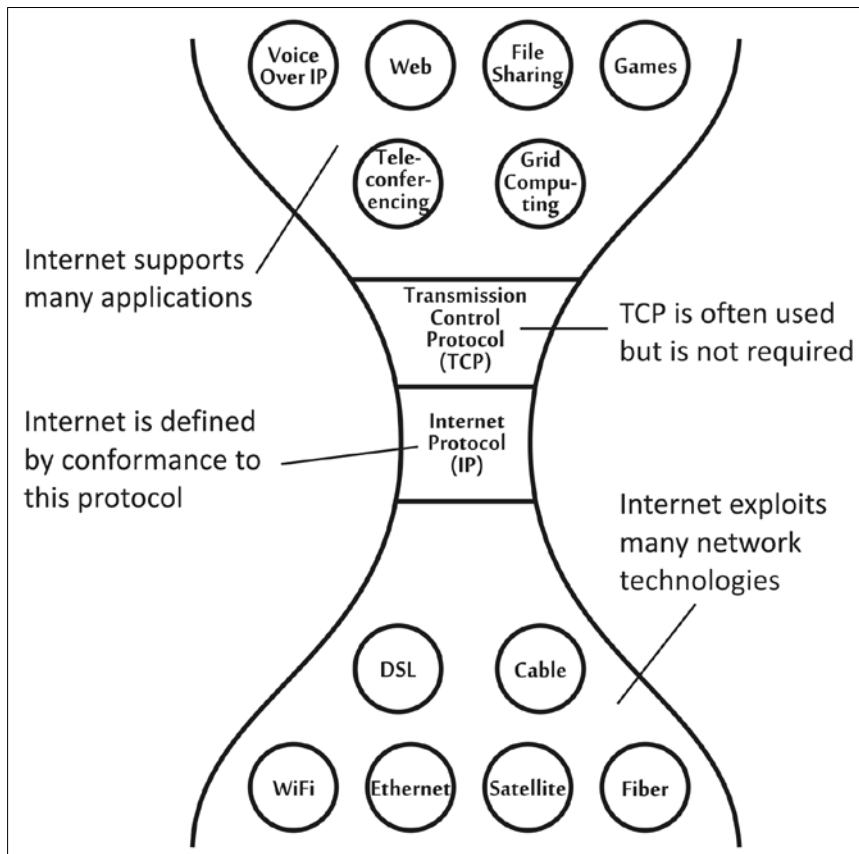 Voice
Over IP
Web
File
Sharing
Games
Tele-
confer-
encing
Grid
Compu-
ting
Internet supports
many applications
Transmission
Control
Protocol
(TCP)
TCP is often used
but is not required
Internet is defined
by conformance to
this protocol
Internet
Protocol
(IP)
Internet exploits
many network
technologies
DSL
Cable
WiFi
Ethernet
Satellite
Fiber